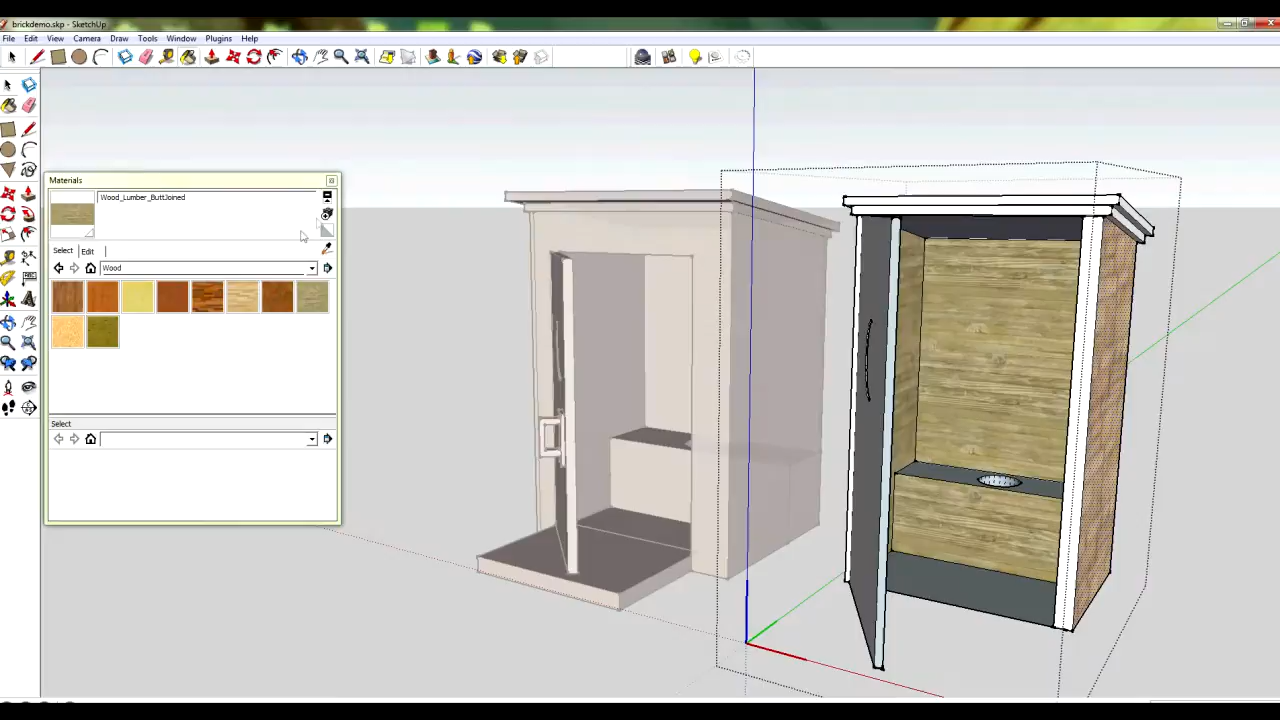 brickdemo.skp - SketchUp
File Edit View Camera Draw Tools Window Plugins Help
Materials
Wood_Lumber_ButtJoined
Select Edit
Wood
Select